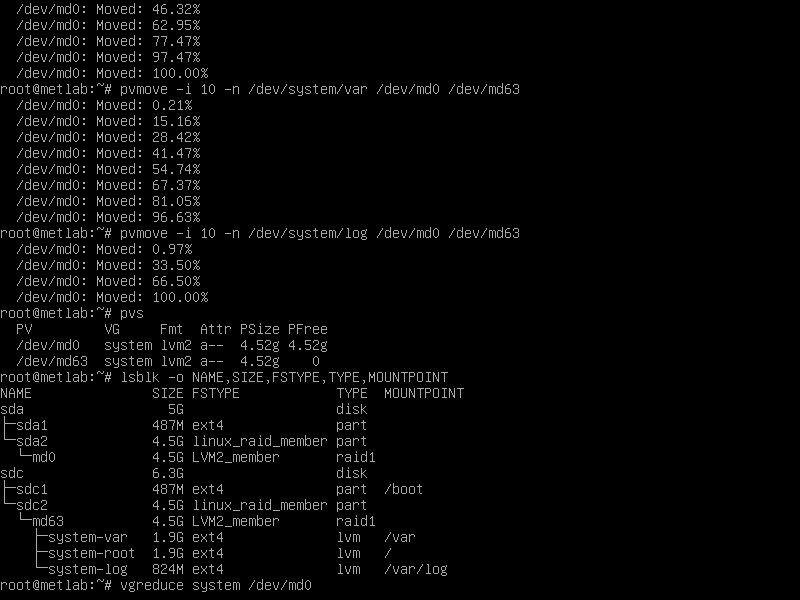 /dev/md0: Moved: 46.32%
  /dev/md0: Moved: 62.95%
  /dev/md0: Moved: 77.47%
  /dev/md0: Moved: 97.47%
  /dev/md0: Moved: 100.00%
root@metlab:~# pvmove -i 10 -n /dev/system/var /dev/md0 /dev/md63
  /dev/md0: Moved: 0.21%
  /dev/md0: Moved: 15.16%
  /dev/md0: Moved: 28.42%
  /dev/md0: Moved: 41.47%
  /dev/md0: Moved: 54.74%
  /dev/md0: Moved: 67.37%
  /dev/md0: Moved: 81.05%
  /dev/md0: Moved: 96.63%
root@metlab:~# pvmove -i 10 -n /dev/system/log /dev/md0 /dev/md63
  /dev/md0: Moved: 0.97%
  /dev/md0: Moved: 33.50%
  /dev/md0: Moved: 66.50%
  /dev/md0: Moved: 100.00%
root@metlab:~# pvs
  PV         VG     Fmt  Attr PSize PFree
  /dev/md0   system lvm2 a--  4.52g 4.52g
  /dev/md63  system lvm2 a--  4.52g    0
root@metlab:~# lsblk -o NAME,SIZE,FSTYPE,TYPE,MOUNTPOINT
NAME               SIZE FSTYPE            TYPE  MOUNTPOINT
sda                  5G                   disk
├─sda1             487M ext4              part
└─sda2             4.5G linux_raid_member part
  └─md0            4.5G LVM2_member       raid1
sdc                6.3G                   disk
├─sdc1             487M ext4              part  /boot
└─sdc2             4.5G linux_raid_member part
  └─md63           4.5G LVM2_member       raid1
    ├─system-var   1.9G ext4              lvm   /var
    ├─system-root  1.9G ext4              lvm   /
    └─system-log   824M ext4              lvm   /var/log
root@metlab:~# vgreduce system /dev/md0